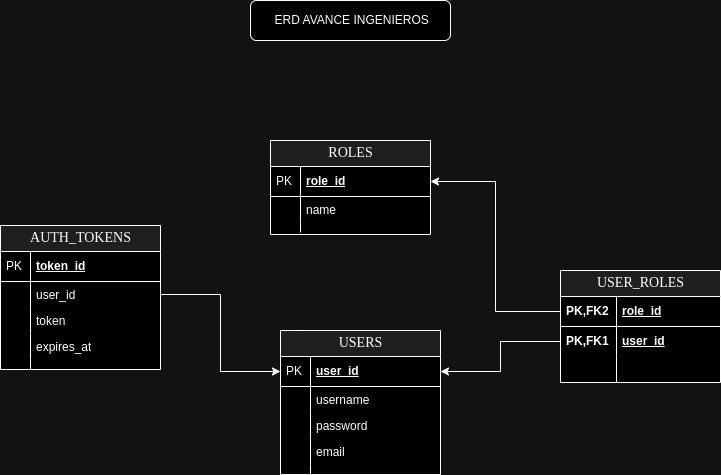 ERD AVANCE INGENIEROS
ROLES
PK role_id
name
AUTH_TOKENS
PK token_id
user_id
token
expires_at
USER_ROLES
PK,FK2 role_id
PK,FK1 user_id
USERS
PK user_id
username
password
email